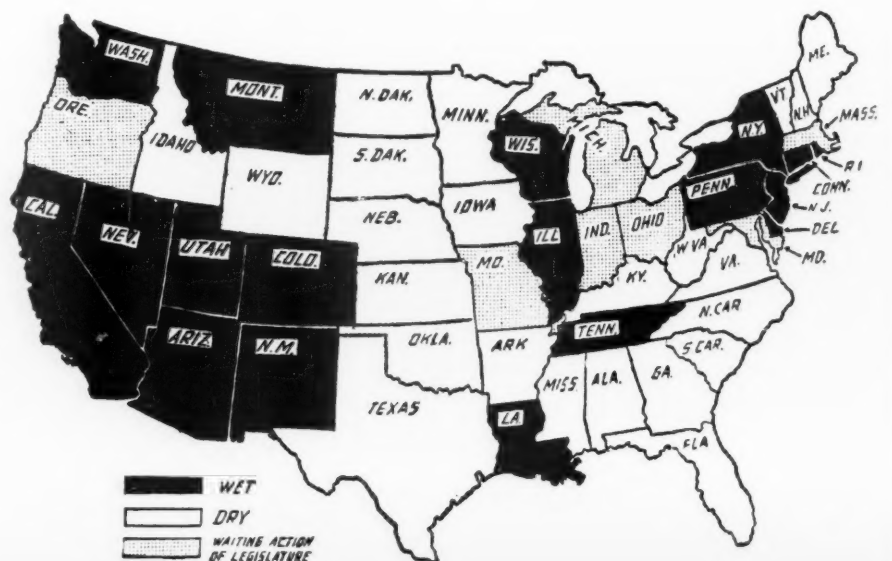 WASH.
MONT.
N. DAK.
MINN.
ME.
VT
N.H
MASS.
ORE.
IDAHO
WIS.
MICH
N.Y.
RI
CONN.
N.J.
DEL
MD.
S. DAK.
WYD.
PENN.
CAL.
NEV.
UTAH
COLO.
NEB.
IOWA
ILL
IND.
OHIO
W VA
VA.
KAN.
MO.
KY.
ARIZ.
N.M.
OKLA.
ARK
TENN.
N.CAR
S.CAR.
TEXAS
LA
MISS
ALA.
GA.
FLA
WET
DRY
WAITING ACTION
OF LEGISLATURE